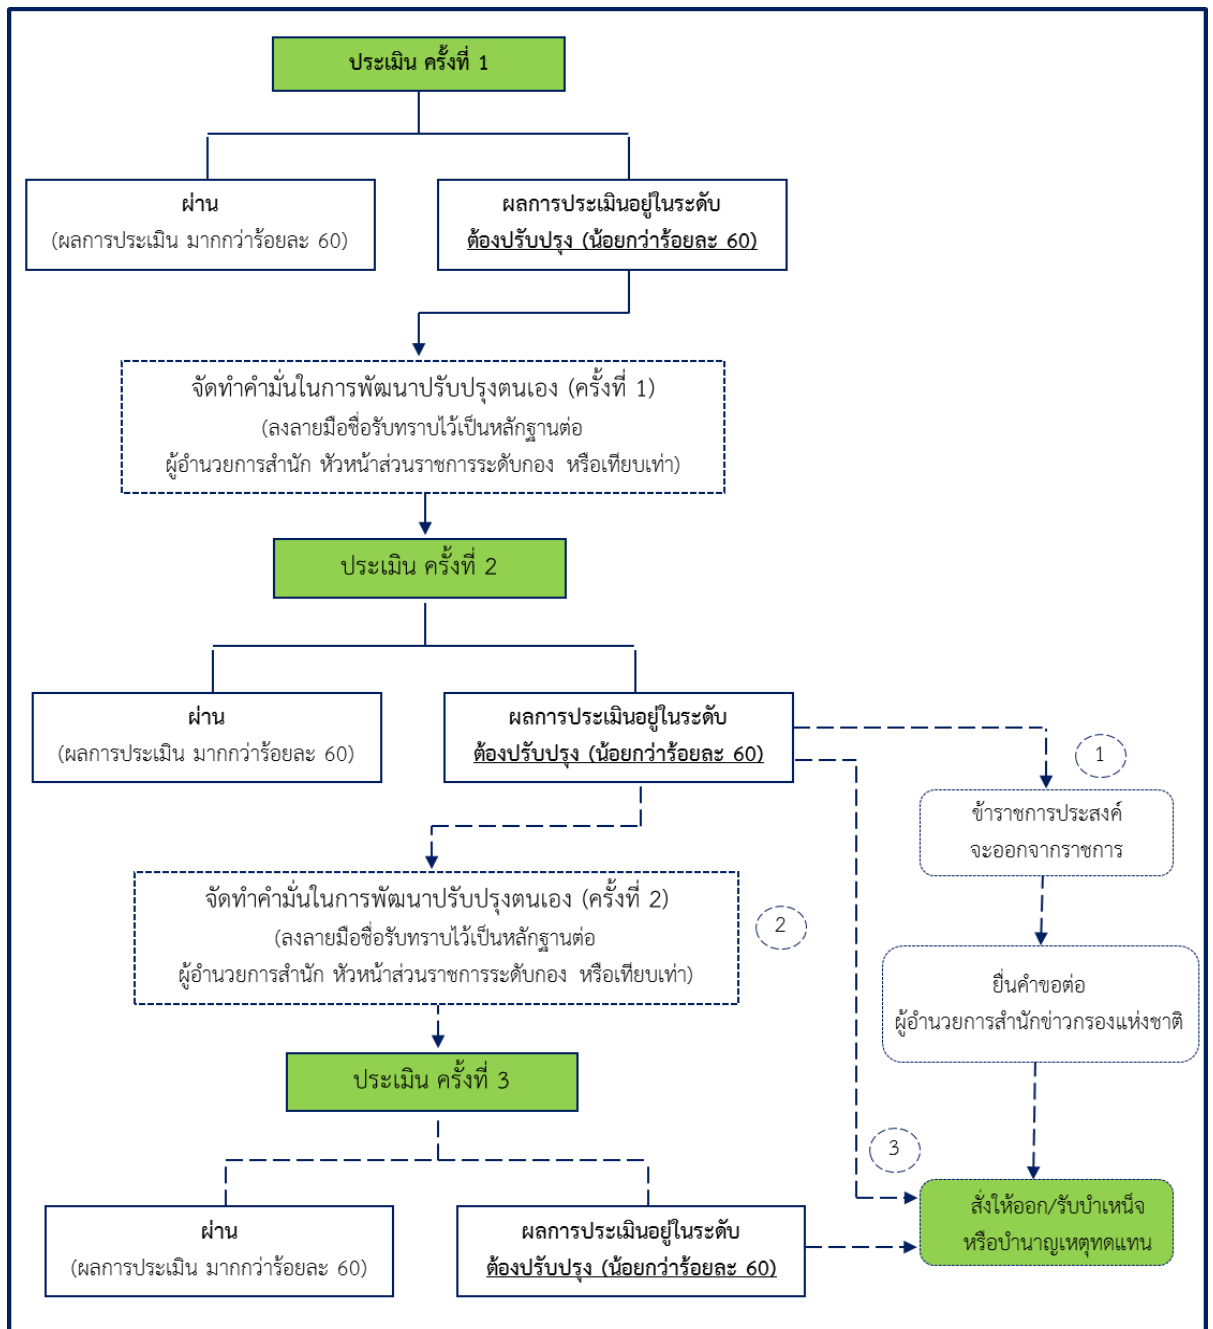 ประเมิน ครั้งที่ 1
ผ่าน
(ผลการประเมิน มากกว่าร้อยละ 60)
ผลการประเมินอยู่ในระดับ
ต้องปรับปรุง (น้อยกว่าร้อยละ 60)
จัดทำคำมั่นในการพัฒนาปรับปรุงตนเอง (ครั้งที่ 1)
(ลงลายมือชื่อรับทราบไว้เป็นหลักฐานต่อ
ผู้อำนวยการสำนัก หัวหน้าส่วนราชการระดับกอง หรือเทียบเท่า)
ประเมิน ครั้งที่ 2
ผ่าน
(ผลการประเมิน มากกว่าร้อยละ 60)
ผลการประเมินอยู่ในระดับ
ต้องปรับปรุง (น้อยกว่าร้อยละ 60)
1
ข้าราชการประสงค์
จะออกจากราชการ
จัดทำคำมั่นในการพัฒนาปรับปรุงตนเอง (ครั้งที่ 2)
(ลงลายมือชื่อรับทราบไว้เป็นหลักฐานต่อ
ผู้อำนวยการสำนัก หัวหน้าส่วนราชการระดับกอง หรือเทียบเท่า)
2
ยื่นคำขอต่อ
ผู้อำนวยการสำนักข่าวกรองแห่งชาติ
ประเมิน ครั้งที่ 3
3
ผ่าน
(ผลการประเมิน มากกว่าร้อยละ 60)
ผลการประเมินอยู่ในระดับ
ต้องปรับปรุง (น้อยกว่าร้อยละ 60)
สั่งให้ออก/รับบำเหน็จ
หรือบำนาญเหตุทดแทน